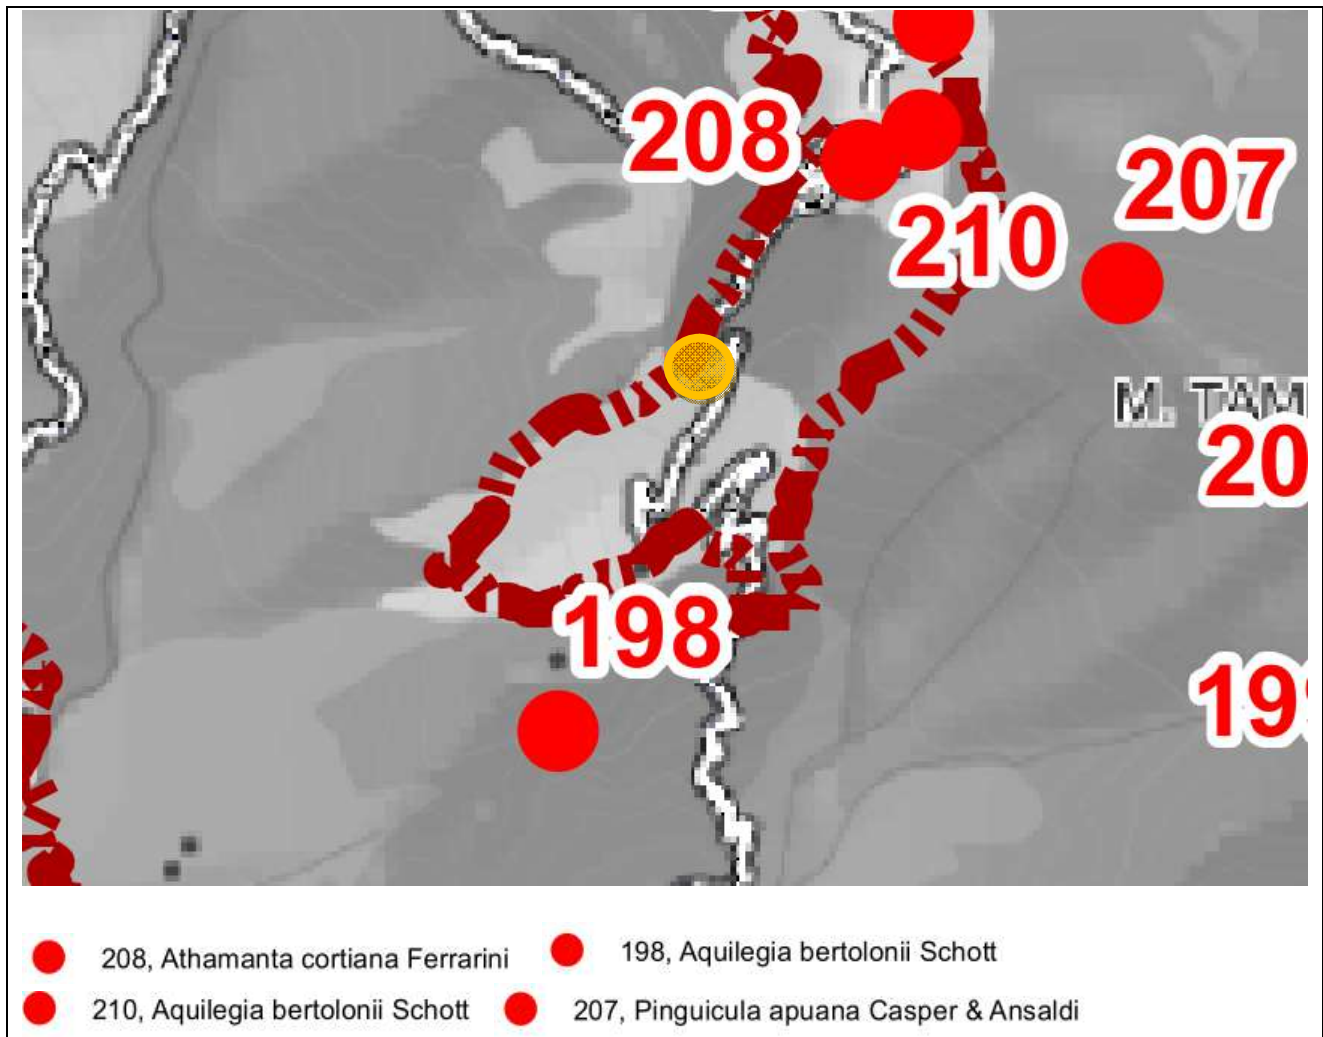 208
207
210
M. TAM
20
198
19
208, Athamanta cortiana Ferrarini
198, Aquilegia bertolonii Schott
210, Aquilegia bertolonii Schott
207, Pinguicula apuana Casper & Ansaldi